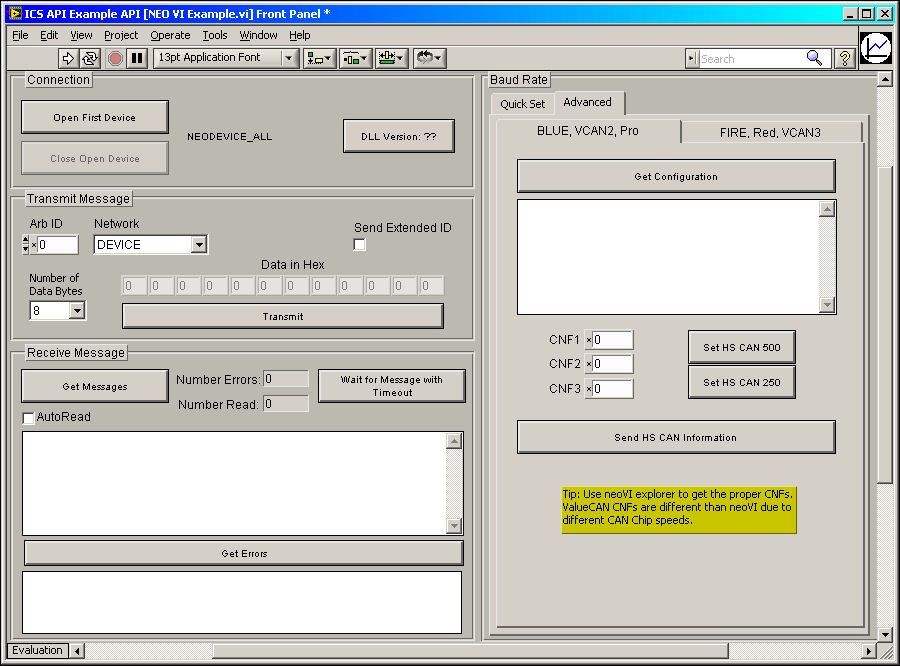 ICS API Example API [NEO VI Example.vi] Front Panel *
File Edit View Project Operate Tools Window Help
13pt Application Font
Search
?
Connection
Open First Device
NEODEVICE_ALL
DLL Version: ??
Close Open Device
Transmit Message
Arb ID
Network
Send Extended ID
×0
DEVICE
Data in Hex
Number of
Data Bytes
8
0 0 0 0 0 0 0 0 0 0 0 0
Transmit
Receive Message
Get Messages
Number Errors: 0
Number Read: 0
Wait for Message with
Timeout
AutoRead
Get Errors
Baud Rate
Quick Set
Advanced
BLUE, VCAN2, Pro
FIRE, Red, VCAN3
Get Configuration
CNF1 ×0
CNF2 ×0
CNF3 ×0
Set HS CAN 500
Set HS CAN 250
Send HS CAN Information
Tip: Use neoVI explorer to get the proper CNFs.
ValueCAN CNFs are different than neoVI due to
different CAN Chip speeds.
Evaluation